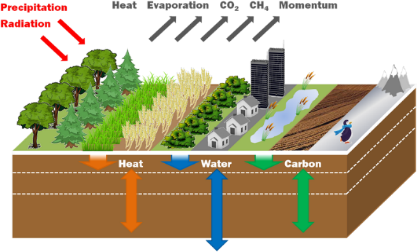 Precipitation
Radiation
Heat Evaporation CO₂ CH₄ Momentum
Heat Water Carbon